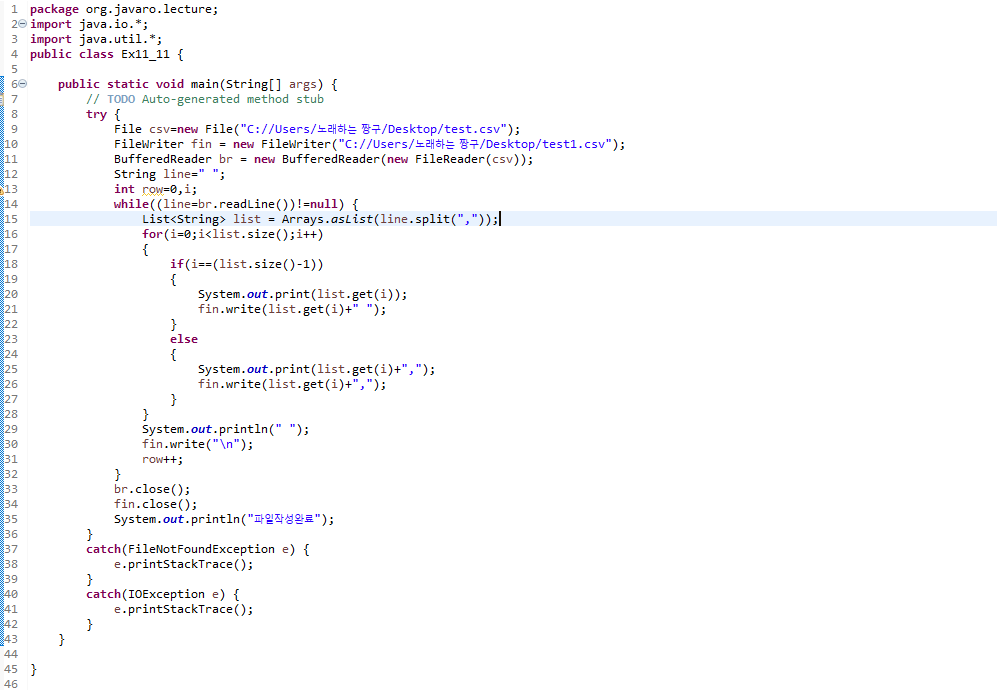 1 package org.javaro.lecture;
2 import java.io.*;
3 import java.util.*;
4 public class Ex11_11 {
5
6     public static void main(String[] args) {
7         // TODO Auto-generated method stub
8         try {
9             File csv=new File("C://Users/노래하는 짱구/Desktop/test.csv");
10             FileWriter fin = new FileWriter("C://Users/노래하는 짱구/Desktop/test1.csv");
11             BufferedReader br = new BufferedReader(new FileReader(csv));
12             String line=" ";
13             int row=0,i;
14             while((line=br.readLine())!=null) {
15                 List<String> list = Arrays.asList(line.split(","));
16                 for(i=0;i<list.size();i++)
17                 {
18                     if(i==(list.size()-1))
19                     {
20                         System.out.print(list.get(i));
21                         fin.write(list.get(i)+" ");
22                     }
23                     else
24                     {
25                         System.out.print(list.get(i)+",");
26                         fin.write(list.get(i)+",");
27                     }
28                 }
29                 System.out.println(" ");
30                 fin.write("\n");
31                 row++;
32             }
33             br.close();
34             fin.close();
35             System.out.println("파일작성완료");
36         }
37         catch(FileNotFoundException e) {
38             e.printStackTrace();
39         }
40         catch(IOException e) {
41             e.printStackTrace();
42         }
43     }
44
45 }
46